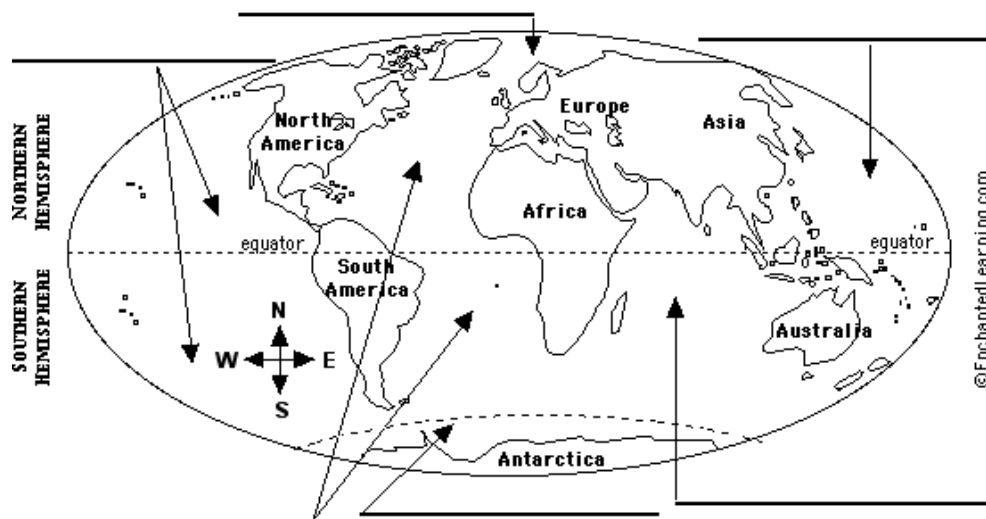 North
America
Europe
Asia
NORTHERN
HEMISPHERE
Africa
equator
equator
South
America
SOUTHERN
HEMISPHERE
N
W
E
S
Australia
Antarctica
©EnchantedLearning.com